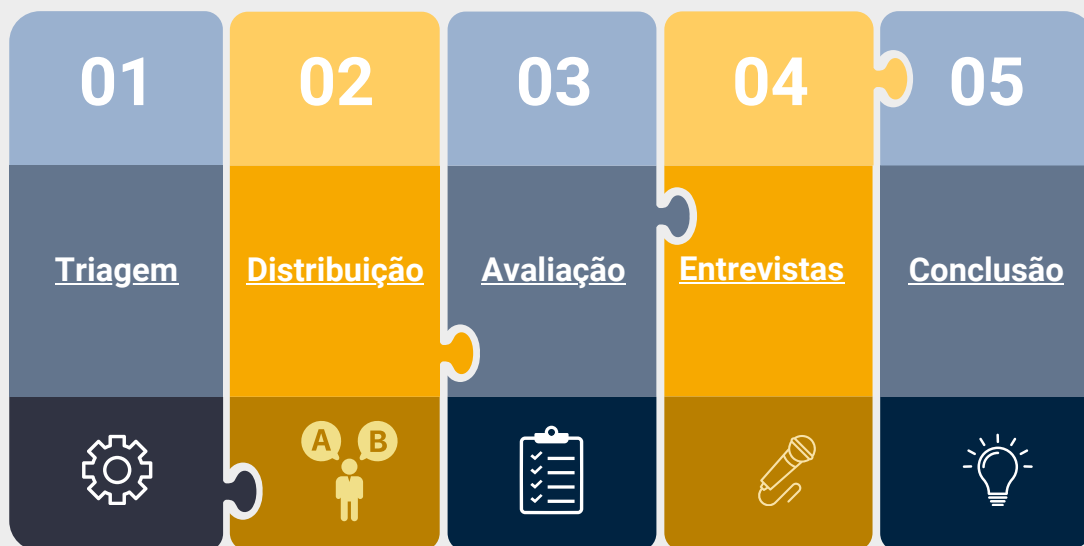 01
02
03
04
05
Triagem
Distribuição
Avaliação
Entrevistas
Conclusão
A
B